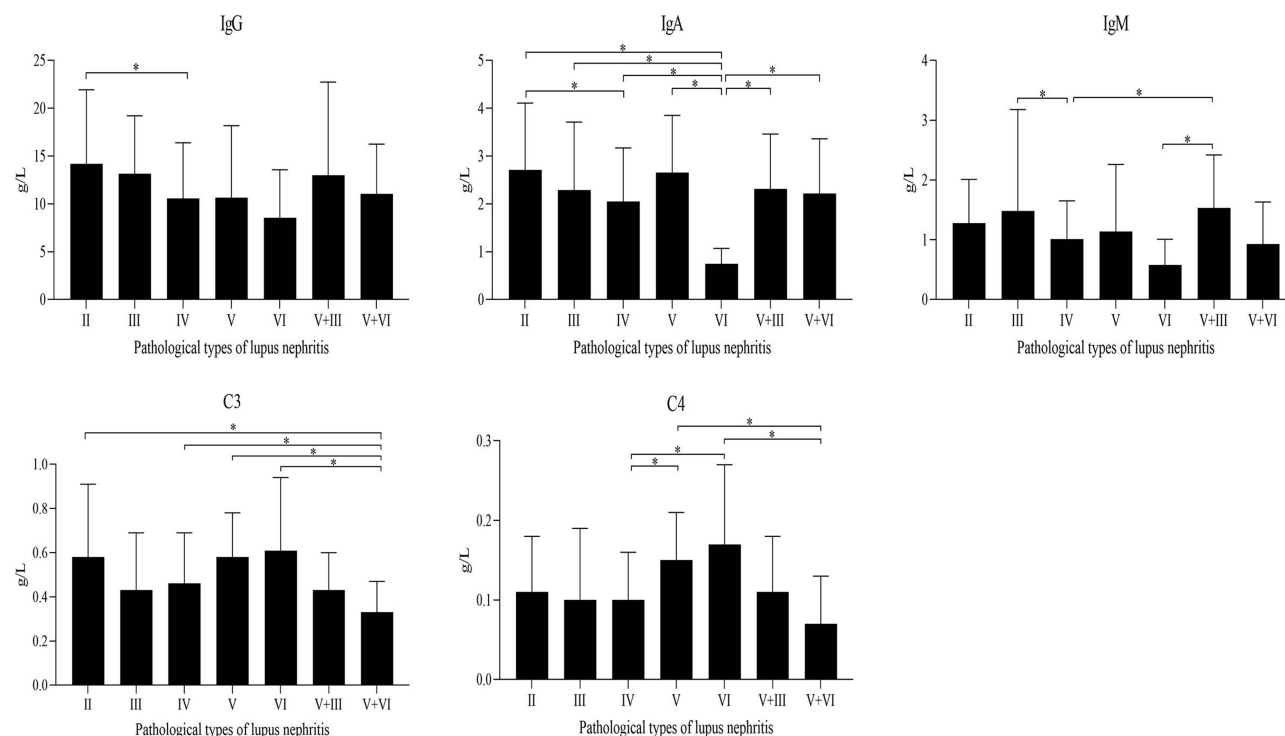 IgG
*
25
20
15
10
5
0
g/L
II III IV V VI V+III V+VI
Pathological types of lupus nephritis
IgA
*
*
* *
* * *
5
4
3
2
1
0
g/L
II III IV V VI V+III V+VI
Pathological types of lupus nephritis
IgM
* *
*
4
3
2
1
0
g/L
II III IV V VI V+III V+VI
Pathological types of lupus nephritis
C3
*
*
*
*
1.0
0.8
0.6
0.4
0.2
0.0
g/L
II III IV V VI V+III V+VI
Pathological types of lupus nephritis
C4
*
*
*
*
0.3
0.2
0.1
0.0
g/L
II III IV V VI V+III V+VI
Pathological types of lupus nephritis